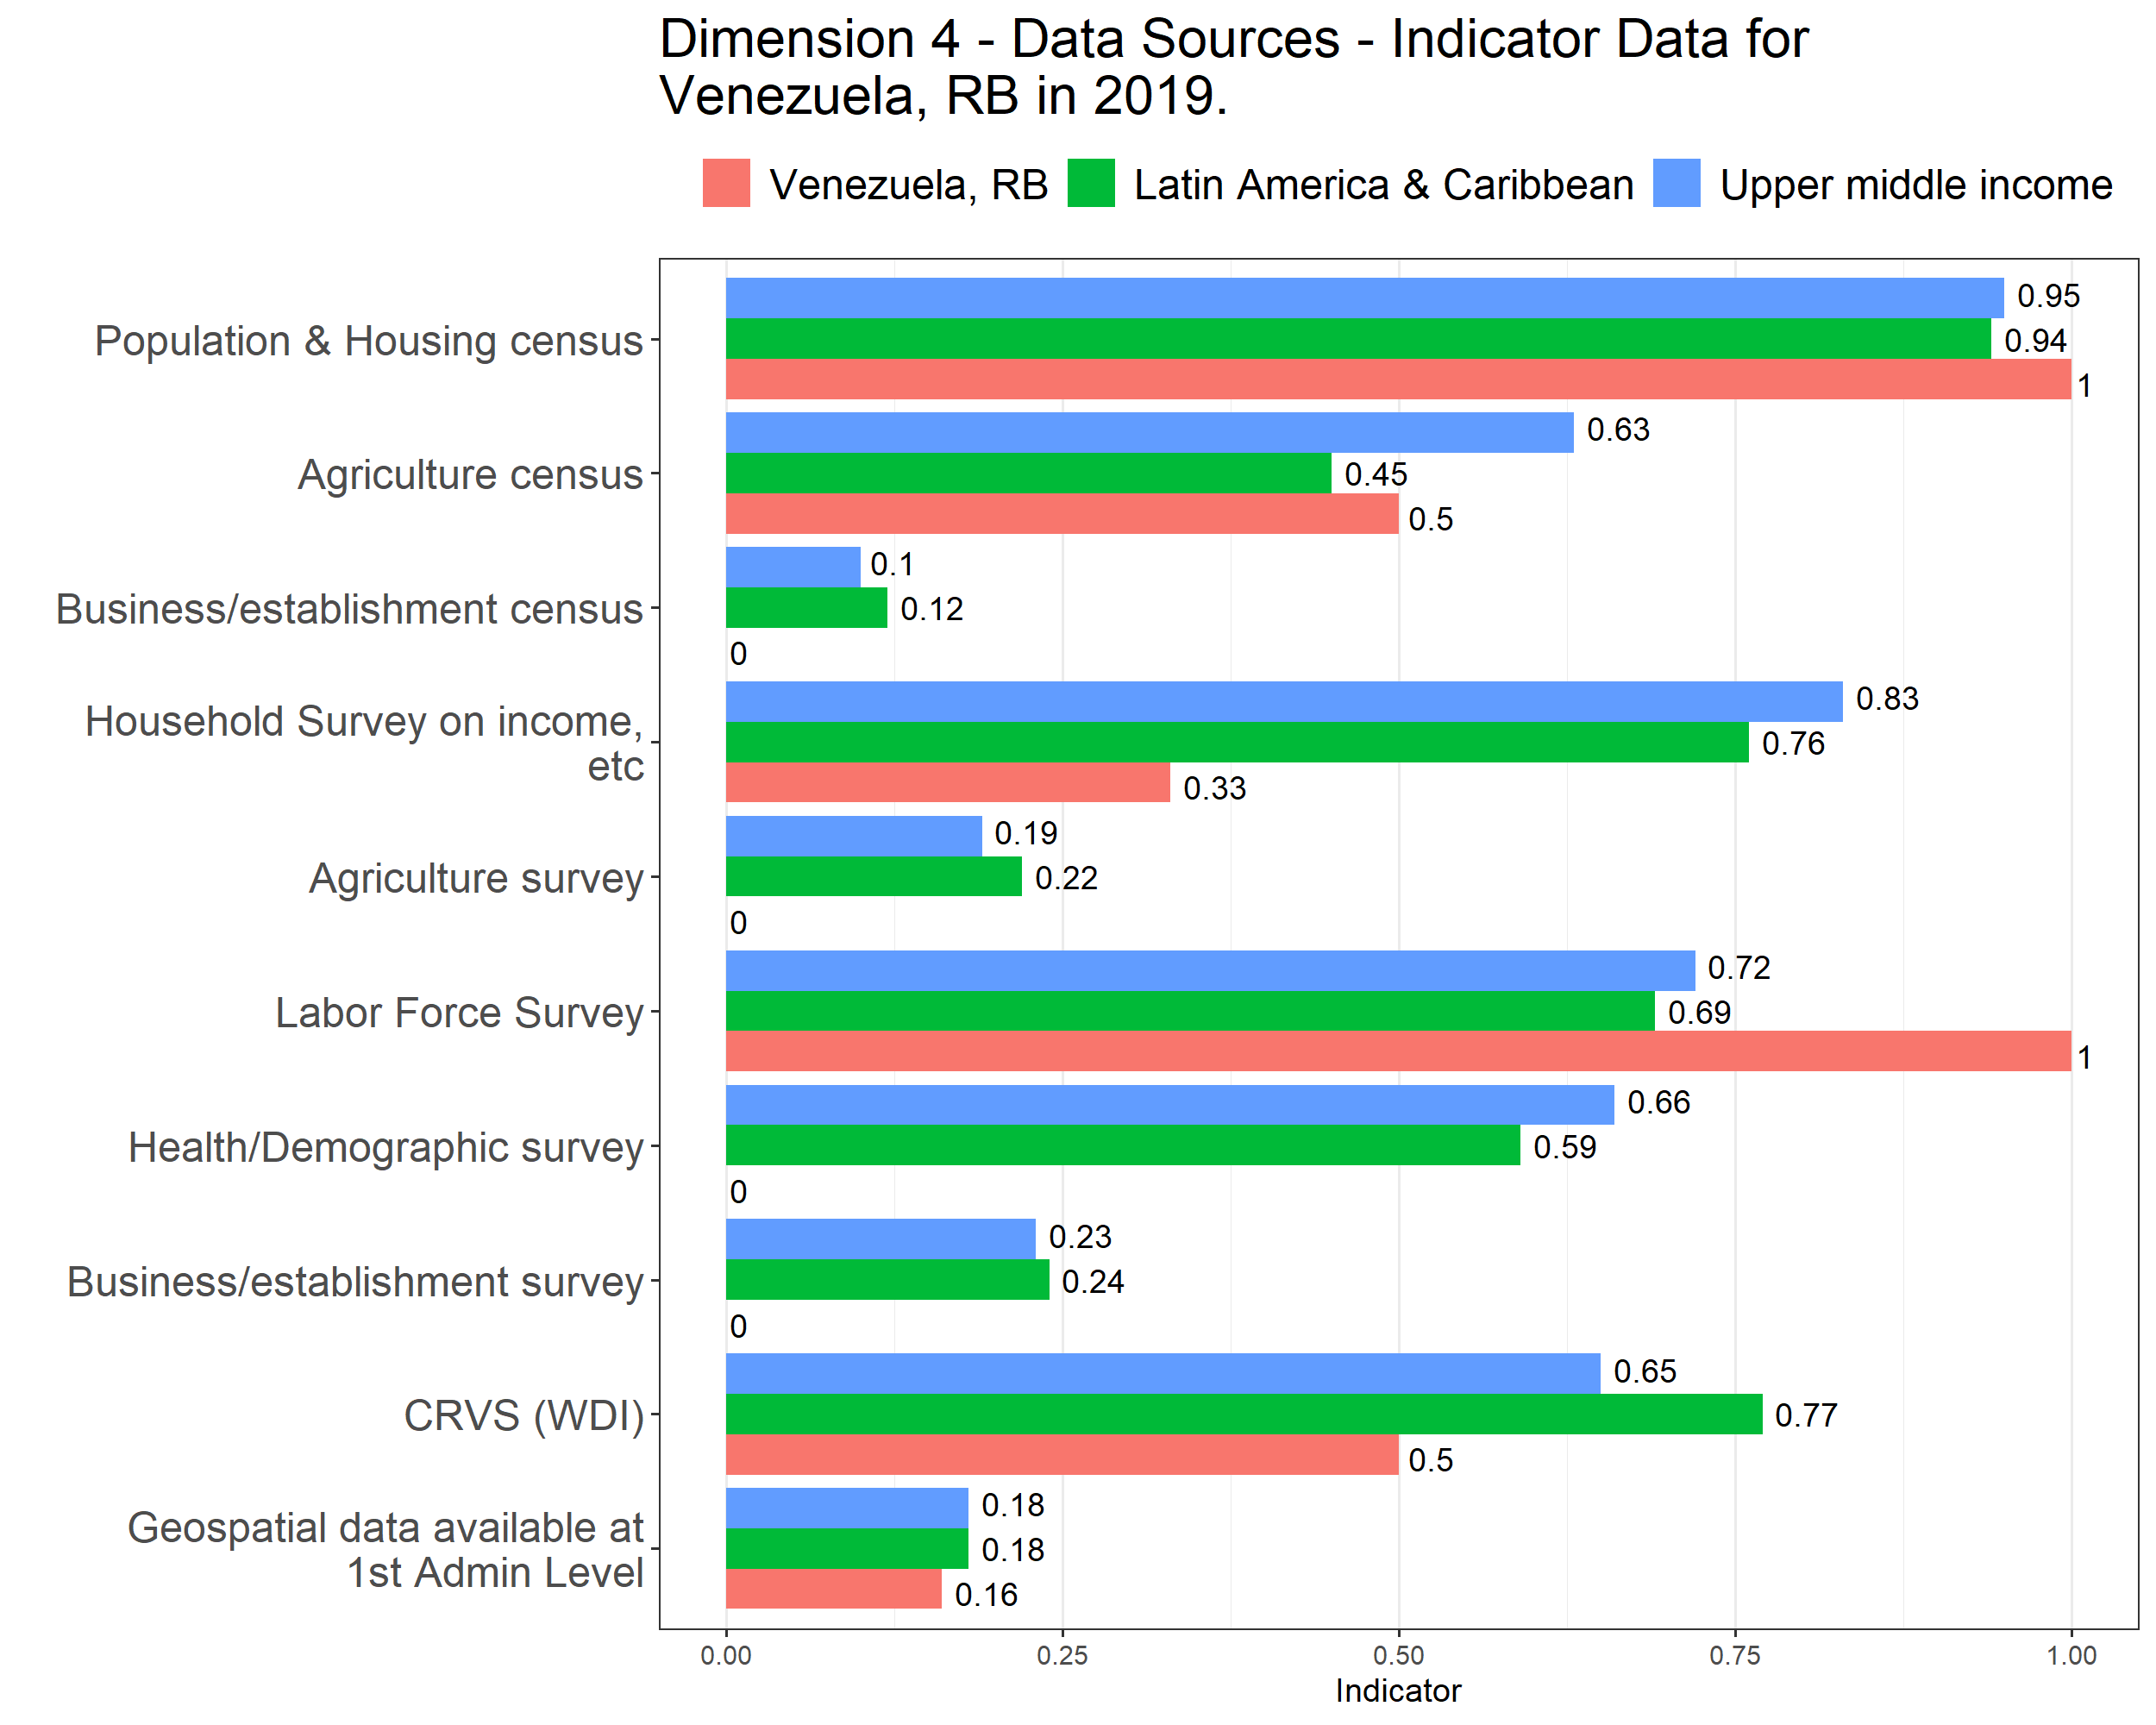 Dimension 4 - Data Sources - Indicator Data for
Venezuela, RB in 2019.
Venezuela, RB
Latin America & Caribbean
Upper middle income
Population & Housing census
0.95
0.94
1
Agriculture census
0.63
0.45
0.5
Business/establishment census
0.1
0.12
0
Household Survey on income,
etc
0.83
0.76
0.33
Agriculture survey
0.19
0.22
0
Labor Force Survey
0.72
0.69
1
Health/Demographic survey
0.66
0.59
0
Business/establishment survey
0.23
0.24
0
CRVS (WDI)
0.65
0.77
0.5
Geospatial data available at
1st Admin Level
0.18
0.18
0.16
0.00
0.25
0.50
0.75
1.00
Indicator